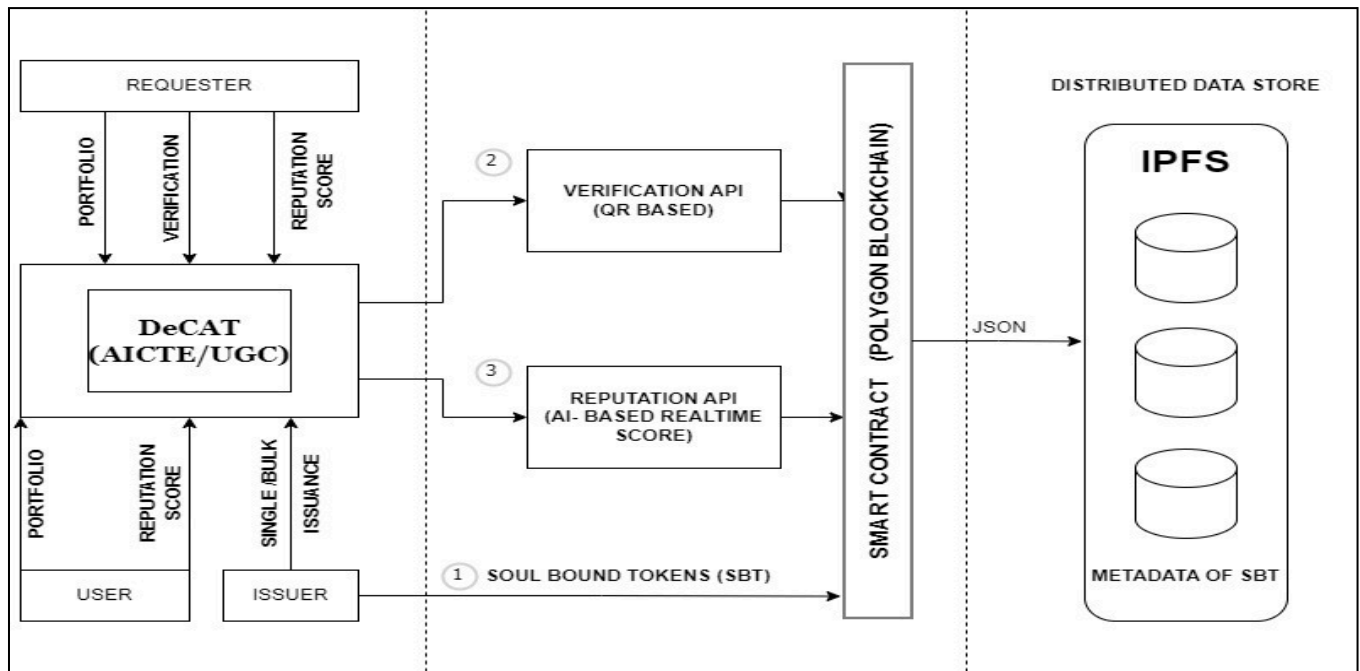 REQUESTER
PORTFOLIO
VERIFICATION
REPUTATION
SCORE
DeCAT
(AICTE/UGC)
PORTFOLIO
REPUTATION
SCORE
SINGLE/BULK
ISSUANCE
USER
ISSUER
2
VERIFICATION API
(QR BASED)
3
REPUTATION API
(AI- BASED REALTIME
SCORE)
1
SOUL BOUND TOKENS (SBT)
SMART CONTRACT (POLYGON BLOCKCHAIN)
JSON
DISTRIBUTED DATA STORE
IPFS
METADATA OF SBT